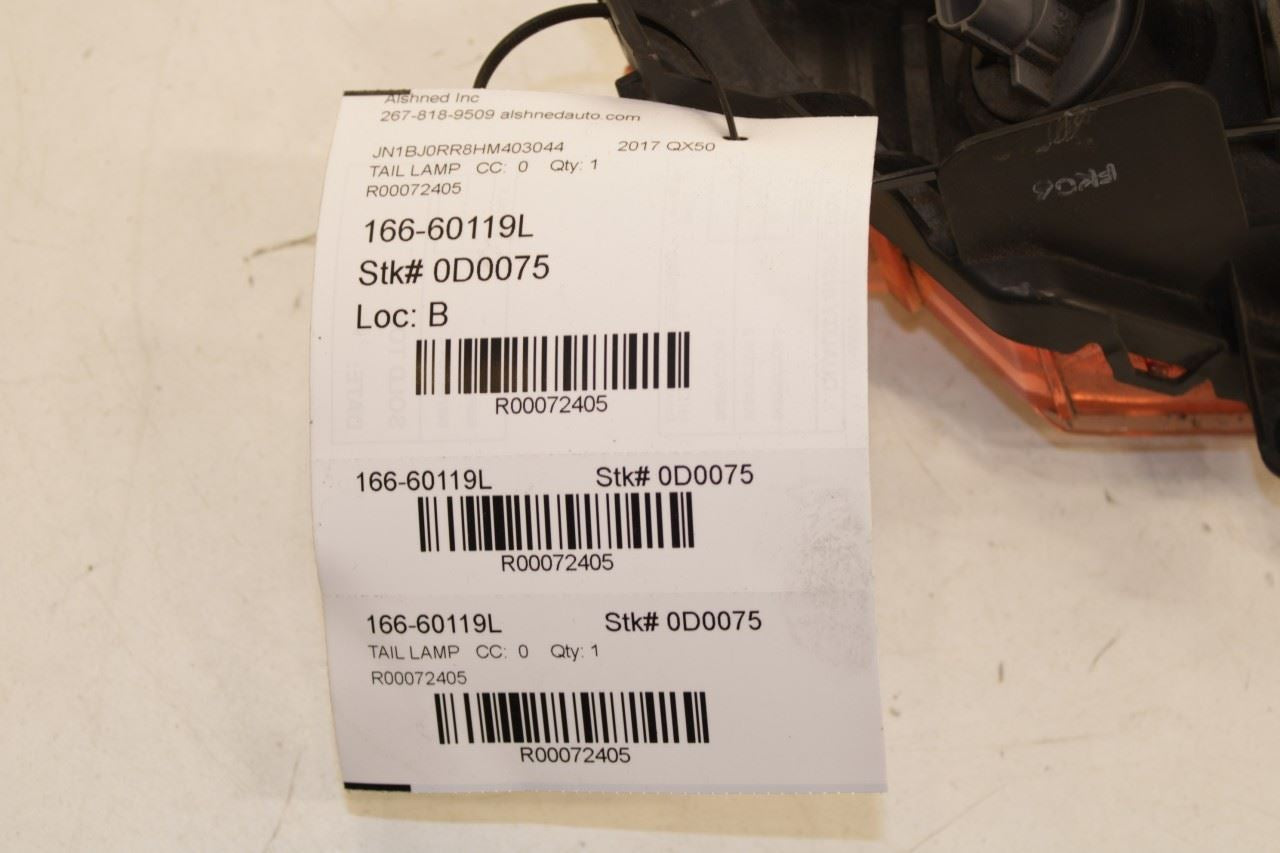 Alshned Inc
267-818-9509 alshnedauto.com
JN1BJ0RR8HM403044 2017 QX50
TAIL LAMP CC: 0 Qty: 1
R00072405
166-60119L
Stk# 0D0075
Loc: B
R00072405
166-60119L Stk# 0D0075
R00072405
166-60119L Stk# 0D0075
TAIL LAMP CC: 0 Qty: 1
R00072405
R00072405